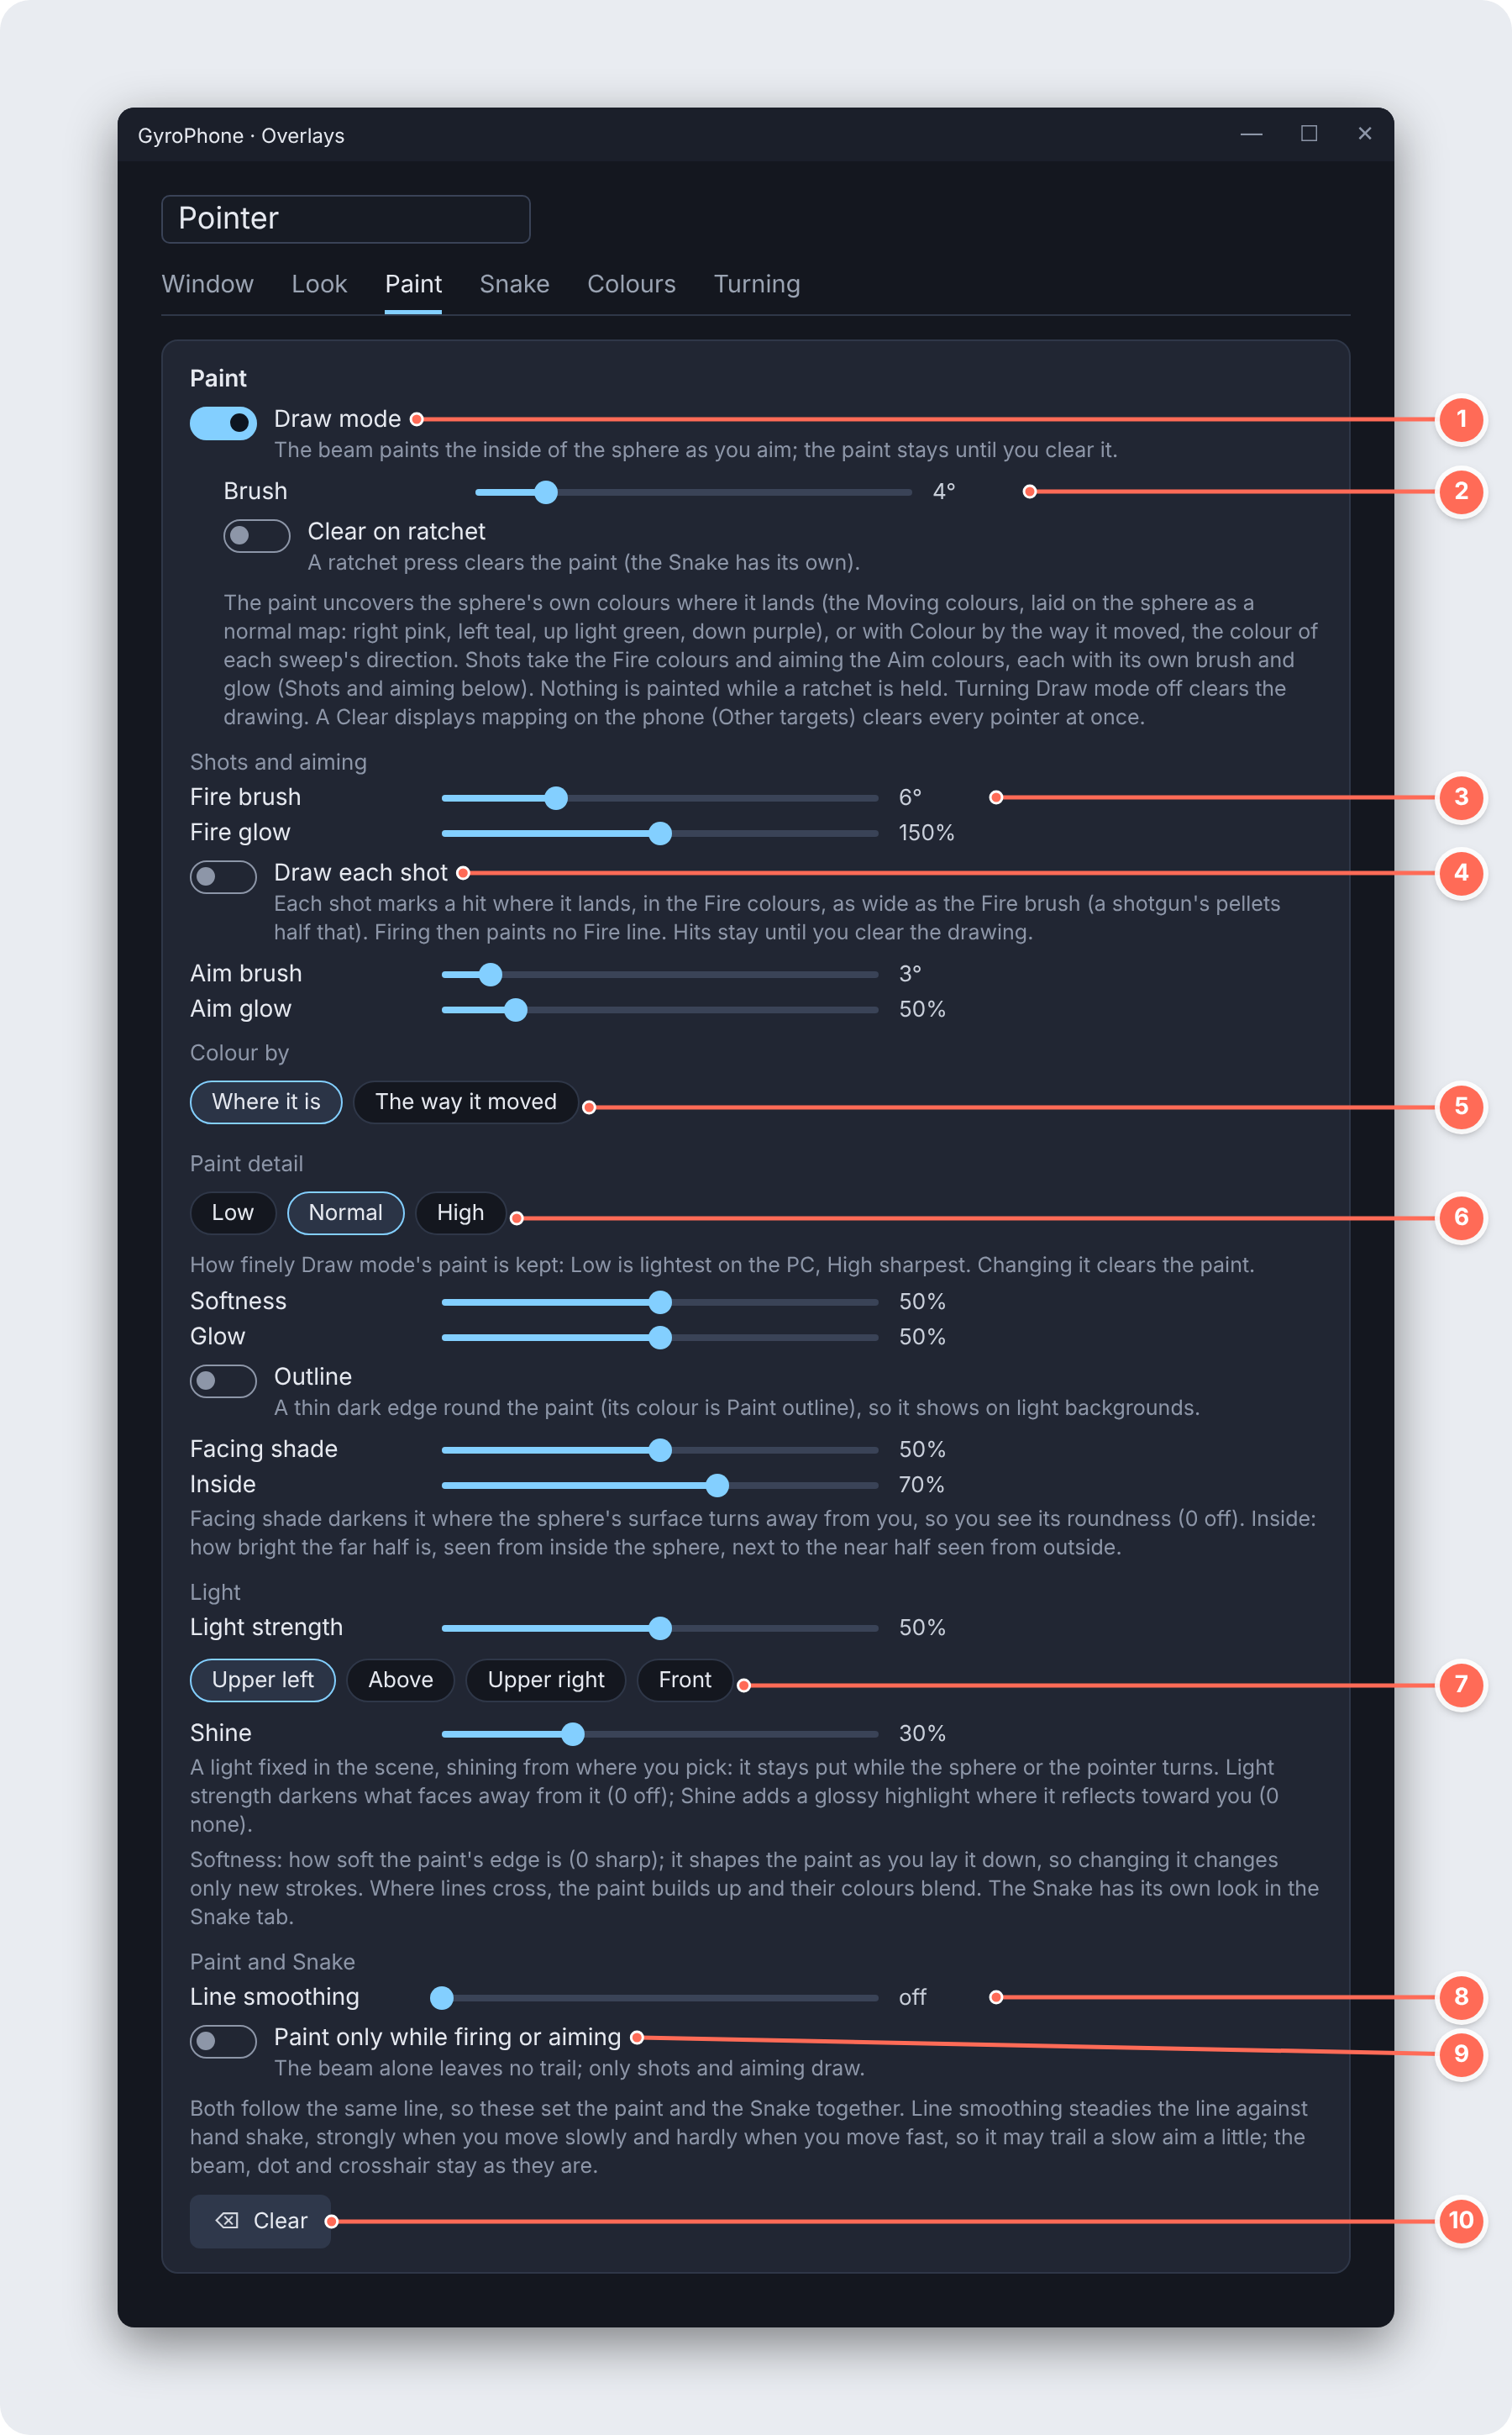 GyroPhone · Overlays
Pointer
Window Look Paint Snake Colours Turning
Paint
Draw mode
1
The beam paints the inside of the sphere as you aim; the paint stays until you clear it.
Brush 4°
2
Clear on ratchet
A ratchet press clears the paint (the Snake has its own).
The paint uncovers the sphere's own colours where it lands (the Moving colours, laid on the sphere as a
normal map: right pink, left teal, up light green, down purple), or with Colour by the way it moved, the colour of
each sweep's direction. Shots take the Fire colours and aiming the Aim colours, each with its own brush and
glow (Shots and aiming below). Nothing is painted while a ratchet is held. Turning Draw mode off clears the
drawing. A Clear displays mapping on the phone (Other targets) clears every pointer at once.
Shots and aiming
Fire brush 6°
3
Fire glow 150%
Draw each shot
4
Each shot marks a hit where it lands, in the Fire colours, as wide as the Fire brush (a shotgun's pellets
half that). Firing then paints no Fire line. Hits stay until you clear the drawing.
Aim brush 3°
Aim glow 50%
Colour by
Where it is The way it moved
5
Paint detail
Low Normal High
6
How finely Draw mode's paint is kept: Low is lightest on the PC, High sharpest. Changing it clears the paint.
Softness 50%
Glow 50%
Outline
A thin dark edge round the paint (its colour is Paint outline), so it shows on light backgrounds.
Facing shade 50%
Inside 70%
Facing shade darkens it where the sphere's surface turns away from you, so you see its roundness (0 off). Inside:
how bright the far half is, seen from inside the sphere, next to the near half seen from outside.
Light
Light strength 50%
Upper left Above Upper right Front
7
Shine 30%
A light fixed in the scene, shining from where you pick: it stays put while the sphere or the pointer turns. Light
strength darkens what faces away from it (0 off); Shine adds a glossy highlight where it reflects toward you (0
none).
Softness: how soft the paint's edge is (0 sharp); it shapes the paint as you lay it down, so changing it changes
only new strokes. Where lines cross, the paint builds up and their colours blend. The Snake has its own look in the
Snake tab.
Paint and Snake
Line smoothing off
8
Paint only while firing or aiming
9
The beam alone leaves no trail; only shots and aiming draw.
Both follow the same line, so these set the paint and the Snake together. Line smoothing steadies the line against
hand shake, strongly when you move slowly and hardly when you move fast, so it may trail a slow aim a little; the
beam, dot and crosshair stay as they are.
Clear
10